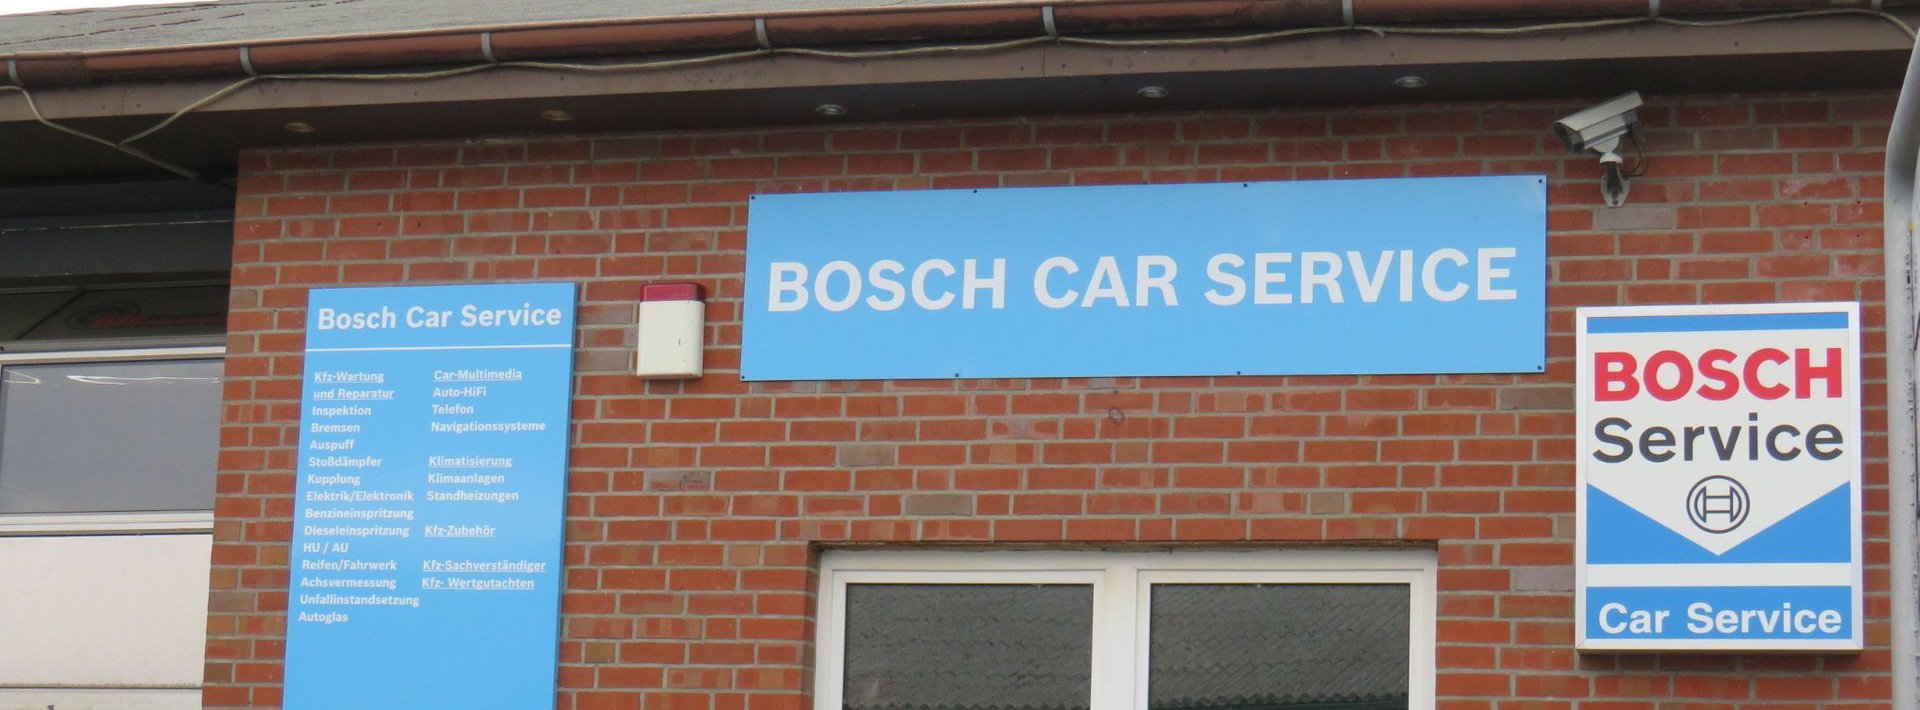 Bosch Car Service
Kfz-Wartung
und Reparatur
Inspektion
Bremsen
Auspuff
Stoßdämpfer
Kupplung
Elektrik/Elektronik
Benzineinspritzung
Dieseleinspritzung
HU / AU
Reifen/Fahrwerk
Achsvermessung
Unfallinstandsetzung
Autoglas
Car-Multimedia
Auto-HiFi
Telefon
Navigationssysteme
Klimatisierung
Klimaanlagen
Standheizungen
Kfz-Zubehör
Kfz-Sachverständiger
Kfz- Wertgutachten
BOSCH CAR SERVICE
BOSCH
Service
Car Service